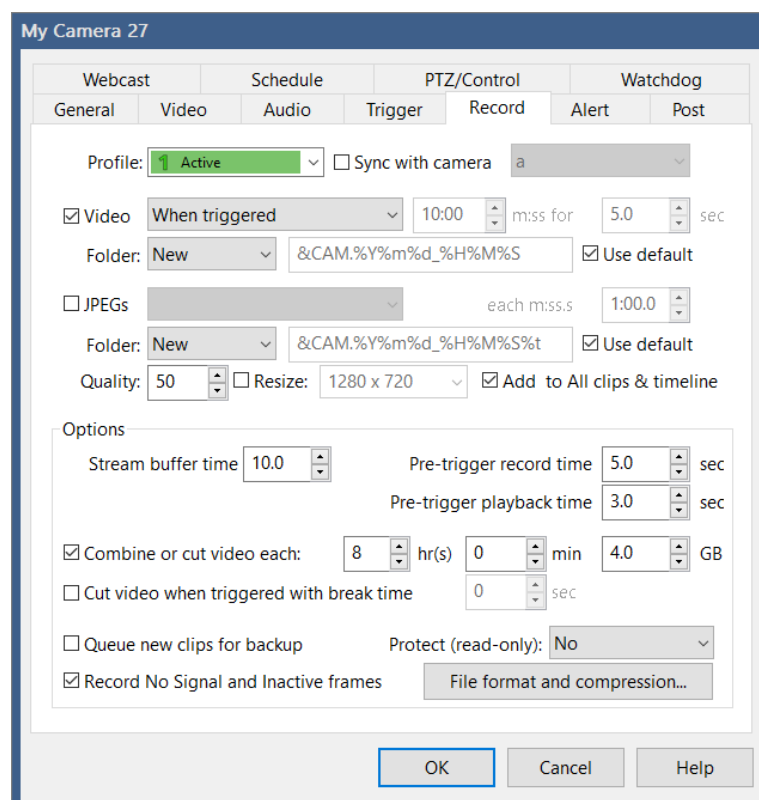 My Camera 27
Webcast Schedule PTZ/Control Watchdog
General Video Audio Trigger Record Alert Post
Profile: 1 Active Sync with camera a
Video When triggered 10:00 m:ss for 5.0 sec
Folder: New &CAM.%Y%m%d_%H%M%S Use default
JPEGs each m:ss.s 1:00.0
Folder: New &CAM.%Y%m%d_%H%M%S%t Use default
Quality: 50 Resize: 1280 x 720 Add to All clips & timeline
Options
Stream buffer time 10.0 Pre-trigger record time 5.0 sec
Pre-trigger playback time 3.0 sec
Combine or cut video each: 8 hr(s) 0 min 4.0 GB
Cut video when triggered with break time 0 sec
Queue new clips for backup Protect (read-only): No
Record No Signal and Inactive frames File format and compression...
OK Cancel Help